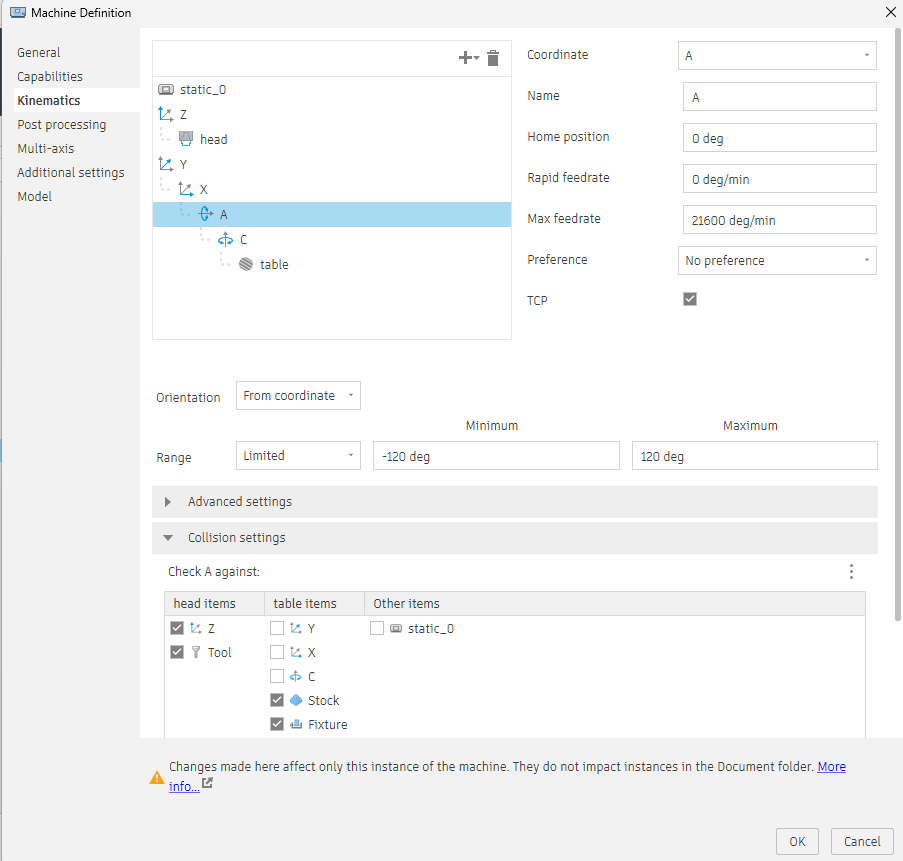 Machine Definition
General
Capabilities
Kinematics
Post processing
Multi-axis
Additional settings
Model
static_0
Z
head
Y
X
A
C
table
Coordinate A
Name A
Home position 0 deg
Rapid feedrate 0 deg/min
Max feedrate 21600 deg/min
Preference No preference
TCP
Orientation From coordinate
Minimum Maximum
Range Limited -120 deg 120 deg
Advanced settings
Collision settings
Check A against:
head items table items Other items
Z Y static_0
Tool X
C
Stock
Fixture
Changes made here affect only this instance of the machine. They do not impact instances in the Document folder. More
info...
OK Cancel